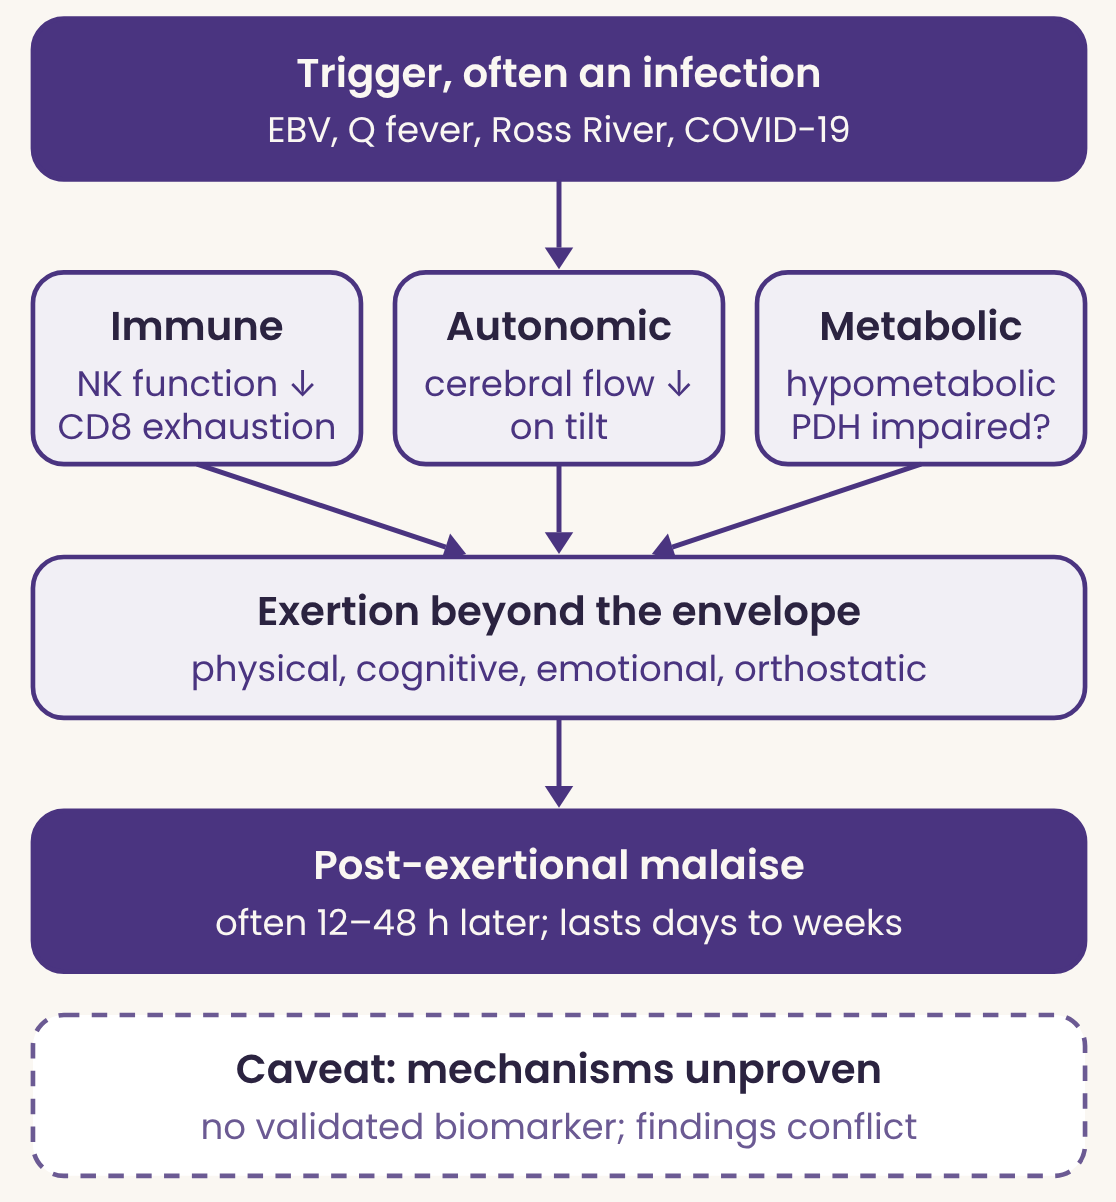 Trigger, often an infection
EBV, Q fever, Ross River, COVID-19
Immune
NK function ↓
CD8 exhaustion
Autonomic
cerebral flow ↓
on tilt
Metabolic
hypometabolic
PDH impaired?
Exertion beyond the envelope
physical, cognitive, emotional, orthostatic
Post-exertional malaise
often 12–48 h later; lasts days to weeks
Caveat: mechanisms unproven
no validated biomarker; findings conflict